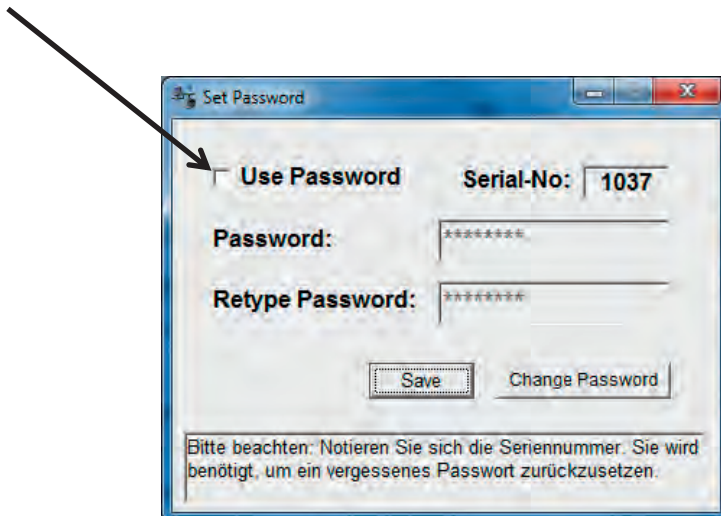 Set Password
Use Password Serial-No: 1037
Password: ********
Retype Password: ********
Save Change Password
Bitte beachten: Notieren Sie sich die Seriennummer. Sie wird
benötigt, um ein vergessenes Passwort zurückzusetzen.